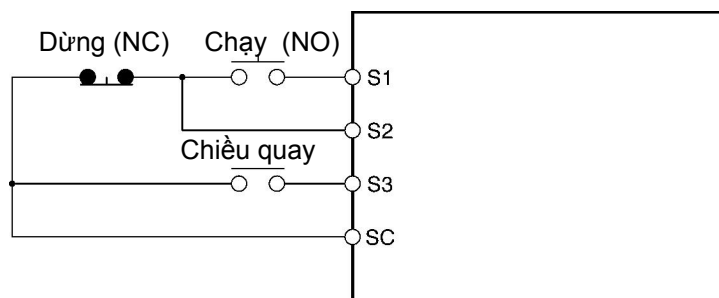 Dừng (NC) Chạy (NO)
S1
S2
Chiều quay
S3
SC